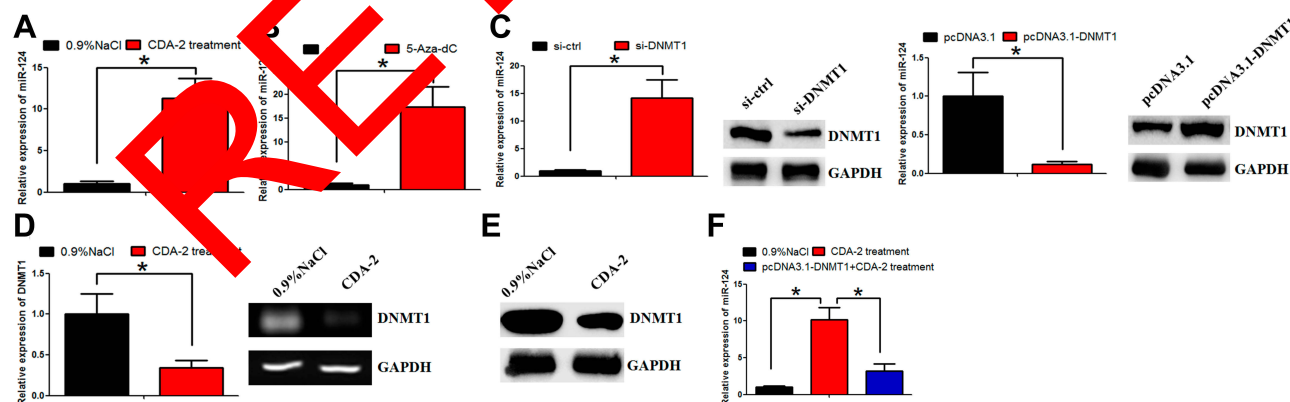 A
0.9%NaCl CDA-2 treatment
Relative expression of miR-124
15
10
5
0
*
5-Aza-dC
Relative expression of miR-124
25
20
5
0
*
C
si-ctrl si-DNMT1
Relative expression of miR-124
20
15
10
5
0
*
si-ctrl si-DNMT1
DNMT1
GAPDH
pcDNA3.1 pcDNA3.1-DNMT1
Relative expression of miR-124
1.5
1.0
0.5
0.0
*
pcDNA3.1 pcDNA3.1-DNMT1
DNMT1
GAPDH
D
0.9%NaCl CDA-2
Relative expression of DNMT1
1.5
1.0
0.5
0.0
*
0.9%NaCl CDA-2
DNMT1
GAPDH
E
0.9%NaCl CDA-2
DNMT1
GAPDH
F
0.9%NaCl CDA-2 treatment
pcDNA3.1-DNMT1+CDA-2 treatment
Relative expression of miR-124
15
10
5
0
* *